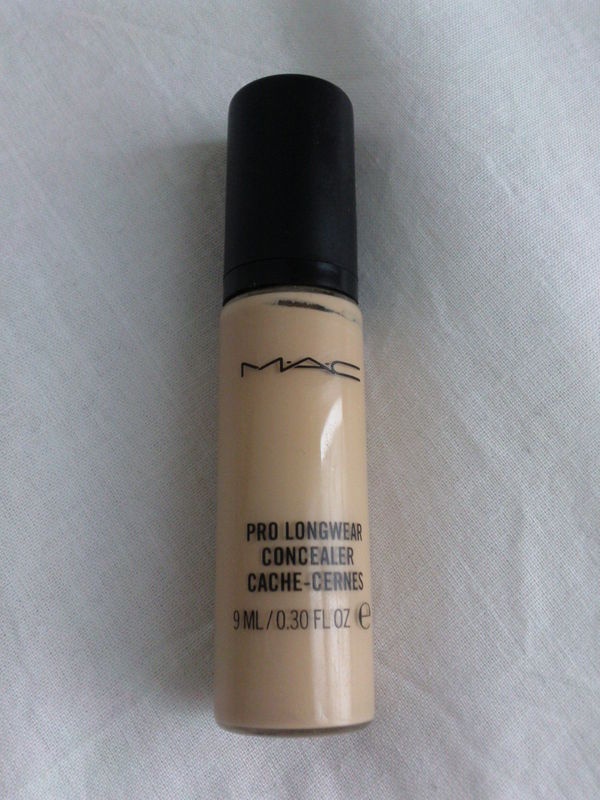 M·A·C
PRO LONGWEAR
CONCEALER
CACHE-CERNES
9 ML / 0.30 FL.OZ ℮